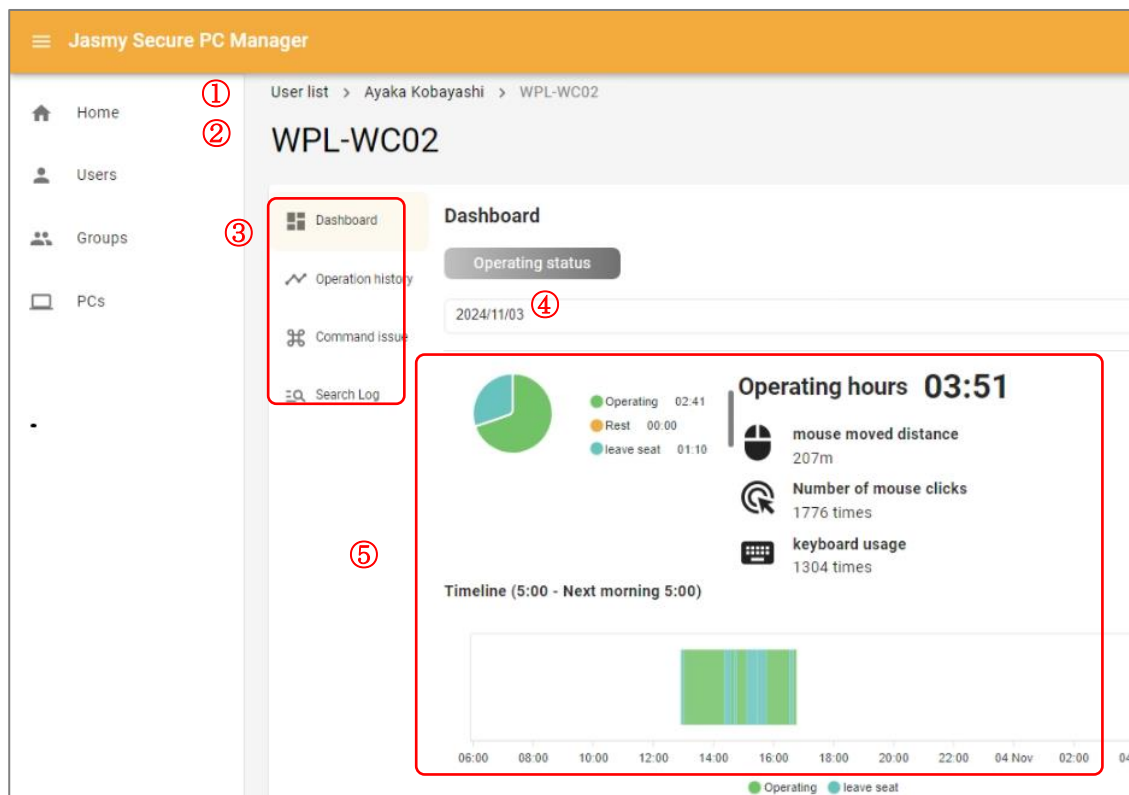 Jasmy Secure PC Manager
① User list > Ayaka Kobayashi > WPL-WC02
② WPL-WC02
Home
Users
Groups
PCs
③
Dashboard
Operation history
Command issue
Search Log
Dashboard
Operating status
2024/11/03 ④
⑤
Operating 02:41
Rest 00:00
leave seat 01:10
Operating hours 03:51
mouse moved distance
207m
Number of mouse clicks
1776 times
keyboard usage
1304 times
Timeline (5:00 - Next morning 5:00)
06:00 08:00 10:00 12:00 14:00 16:00 18:00 20:00 22:00 04 Nov 02:00
Operating leave seat